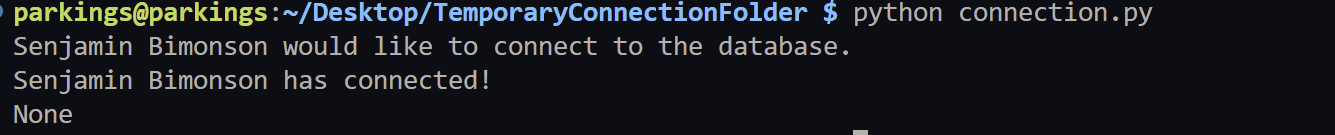 parkings@parkings:~/Desktop/TemporaryConnectionFolder $ python connection.py
Senjamin Bimonson would like to connect to the database.
Senjamin Bimonson has connected!
None